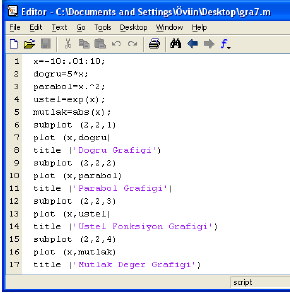 Editor - C:\Documents and Settings\Övün\Desktop\gra7.m
File Edit Text Go Tools Desktop Window Help
1 x=-10:.01:10;
2 dogru=5*x;
3 parabol=x.^2;
4 ustel=exp(x);
5 mutlak=abs(x);
6 subplot (2,2,1)
7 plot (x,dogru)
8 title ('Dogru Grafigi')
9 subplot (2,2,2)
10 plot (x,parabol)
11 title ('Parabol Grafigi')
12 subplot (2,2,3)
13 plot (x,ustel)
14 title ('Ustel Fonksiyon Grafigi')
15 subplot (2,2,4)
16 plot (x,mutlak)
17 title ('Mutlak Deger Grafigi')
script